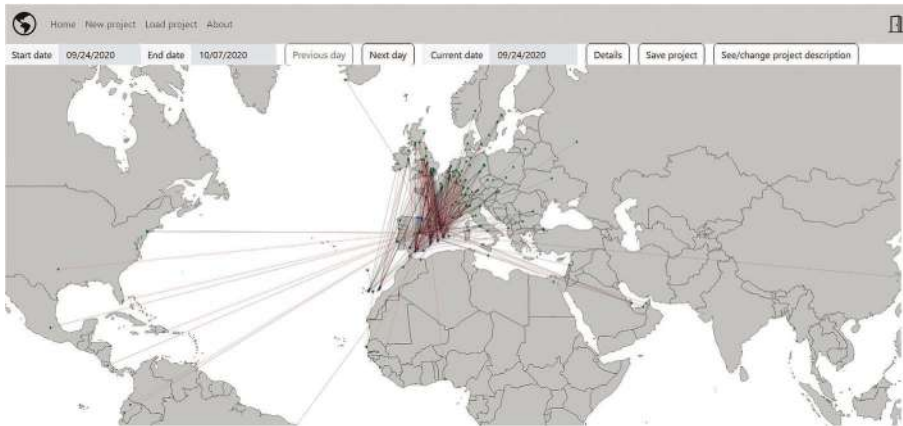 Home New project Load project About
Start date 09/24/2020 End date 10/07/2020 Previous day Next day Current date 09/24/2020 Details Save project See/change project description